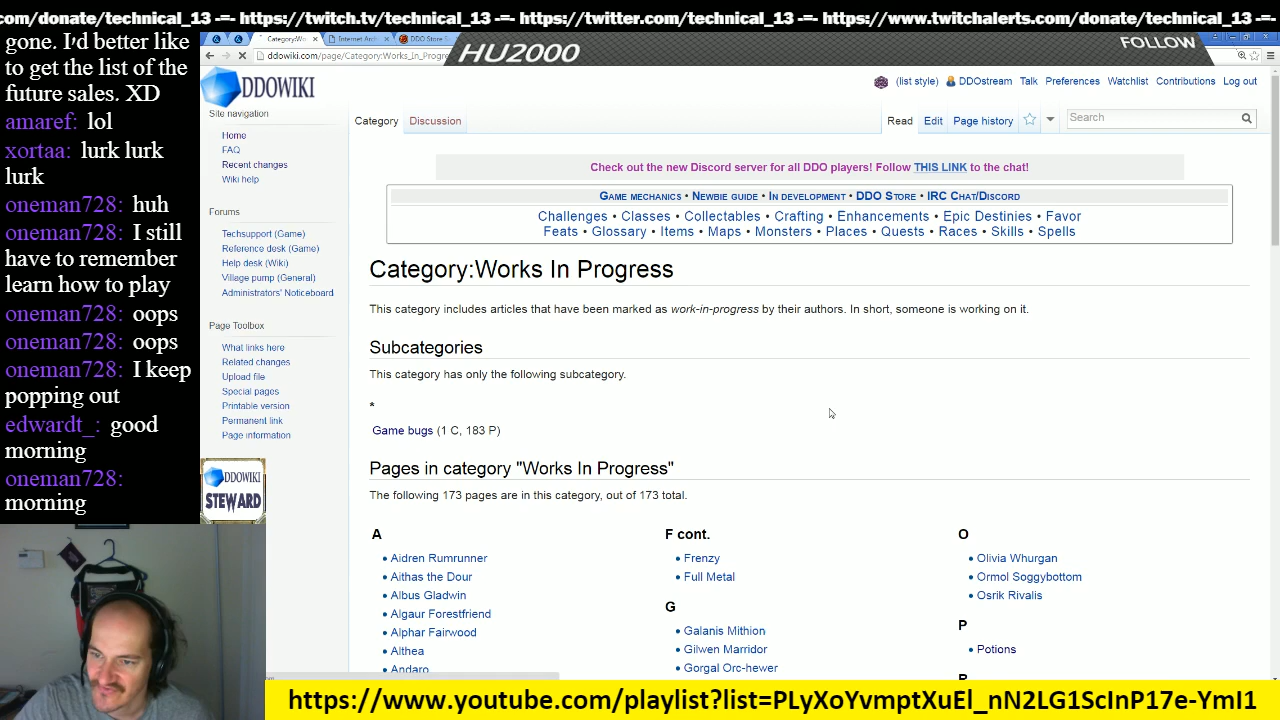 com/donate/technical_13 -=- https://twitch.tv/technical_13 -=- https://twitter.com/technical_13 -=- https://www.twitchalerts.com/donate/technical_13 -=-
gone. I'd better like
to get the list of the
future sales. XD
amaref: lol
xortaa: lurk lurk
lurk
oneman728: huh
oneman728: I still
have to remember
learn how to play
oneman728: oops
oneman728: oops
oneman728: I keep
popping out
edwardt_: good
morning
oneman728:
morning
Category:Wo
Internet Arc
DDO Store S
HU2000
FOLLOW
ddowiki.com/page/Category:Works_In_Progre
DDOWIKI
(list style) DDOstream Talk Preferences Watchlist Contributions Log out
Site navigation
Home
FAQ
Recent changes
Wiki help
Forums
Techsupport (Game)
Reference desk (Game)
Help desk (Wiki)
Village pump (General)
Administrators' Noticeboard
Page Toolbox
What links here
Related changes
Upload file
Special pages
Printable version
Permanent link
Page information
DDOWIKI
STEWARD
Category Discussion Read Edit Page history Search
Check out the new Discord server for all DDO players! Follow THIS LINK to the chat!
Game mechanics • Newbie guide • In development • DDO Store • IRC Chat/Discord
Challenges • Classes • Collectables • Crafting • Enhancements • Epic Destinies • Favor
Feats • Glossary • Items • Maps • Monsters • Places • Quests • Races • Skills • Spells
Category:Works In Progress
This category includes articles that have been marked as work-in-progress by their authors. In short, someone is working on it.
Subcategories
This category has only the following subcategory.
*
Game bugs (1 C, 183 P)
Pages in category "Works In Progress"
The following 173 pages are in this category, out of 173 total.
A
• Aidren Rumrunner
• Aithas the Dour
• Albus Gladwin
• Algaur Forestfriend
• Alphar Fairwood
• Althea
• Andaro
F cont.
• Frenzy
• Full Metal
G
• Galanis Mithion
• Gilwen Marridor
• Gorgal Orc-hewer
O
• Olivia Whurgan
• Ormol Soggybottom
• Osrik Rivalis
P
• Potions
https://www.youtube.com/playlist?list=PLyXoYvmptXuEl_nN2LG1ScInP17e-YmI1